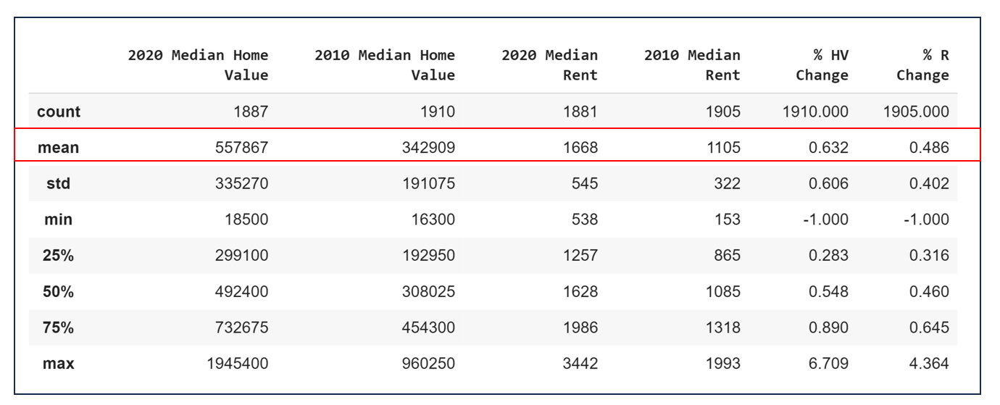 2020 Median Home 2010 Median Home 2020 Median 2010 Median % HV % R
Value Value Rent Rent Change Change
count 1887 1910 1881 1905 1910.000 1905.000
mean 557867 342909 1668 1105 0.632 0.486
std 335270 191075 545 322 0.606 0.402
min 18500 16300 538 153 -1.000 -1.000
25% 299100 192950 1257 865 0.283 0.316
50% 492400 308025 1628 1085 0.548 0.460
75% 732675 454300 1986 1318 0.890 0.645
max 1945400 960250 3442 1993 6.709 4.364